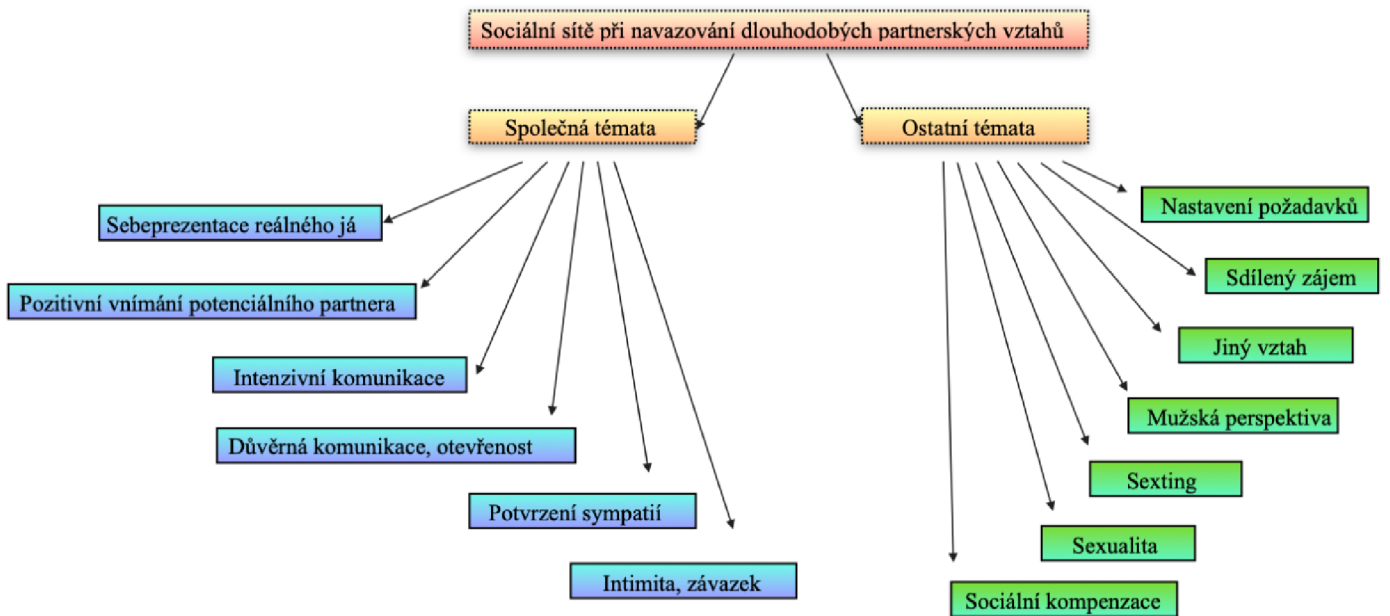 Sociální sítě při navazování dlouhodobých partnerských vztahů
Společná témata
Ostatní témata
Sebeprezentace reálného já
Pozitivní vnímání potenciálního partnera
Intenzivní komunikace
Důvěrná komunikace, otevřenost
Potvrzení sympatií
Intimita, závazek
Nastavení požadavků
Sdílený zájem
Jiný vztah
Mužská perspektiva
Sexting
Sexualita
Sociální kompenzace